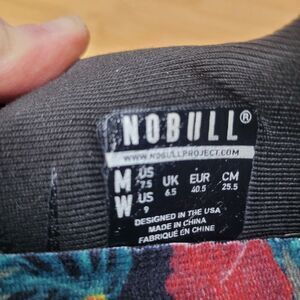 NOBULL®
WWW.NOBULLPROJECT.COM
M US 7.5 UK 6.5 EUR 40.5 CM 25.5
W US 9
DESIGNED IN THE USA
MADE IN CHINA
FABRIQUÉ EN CHINE